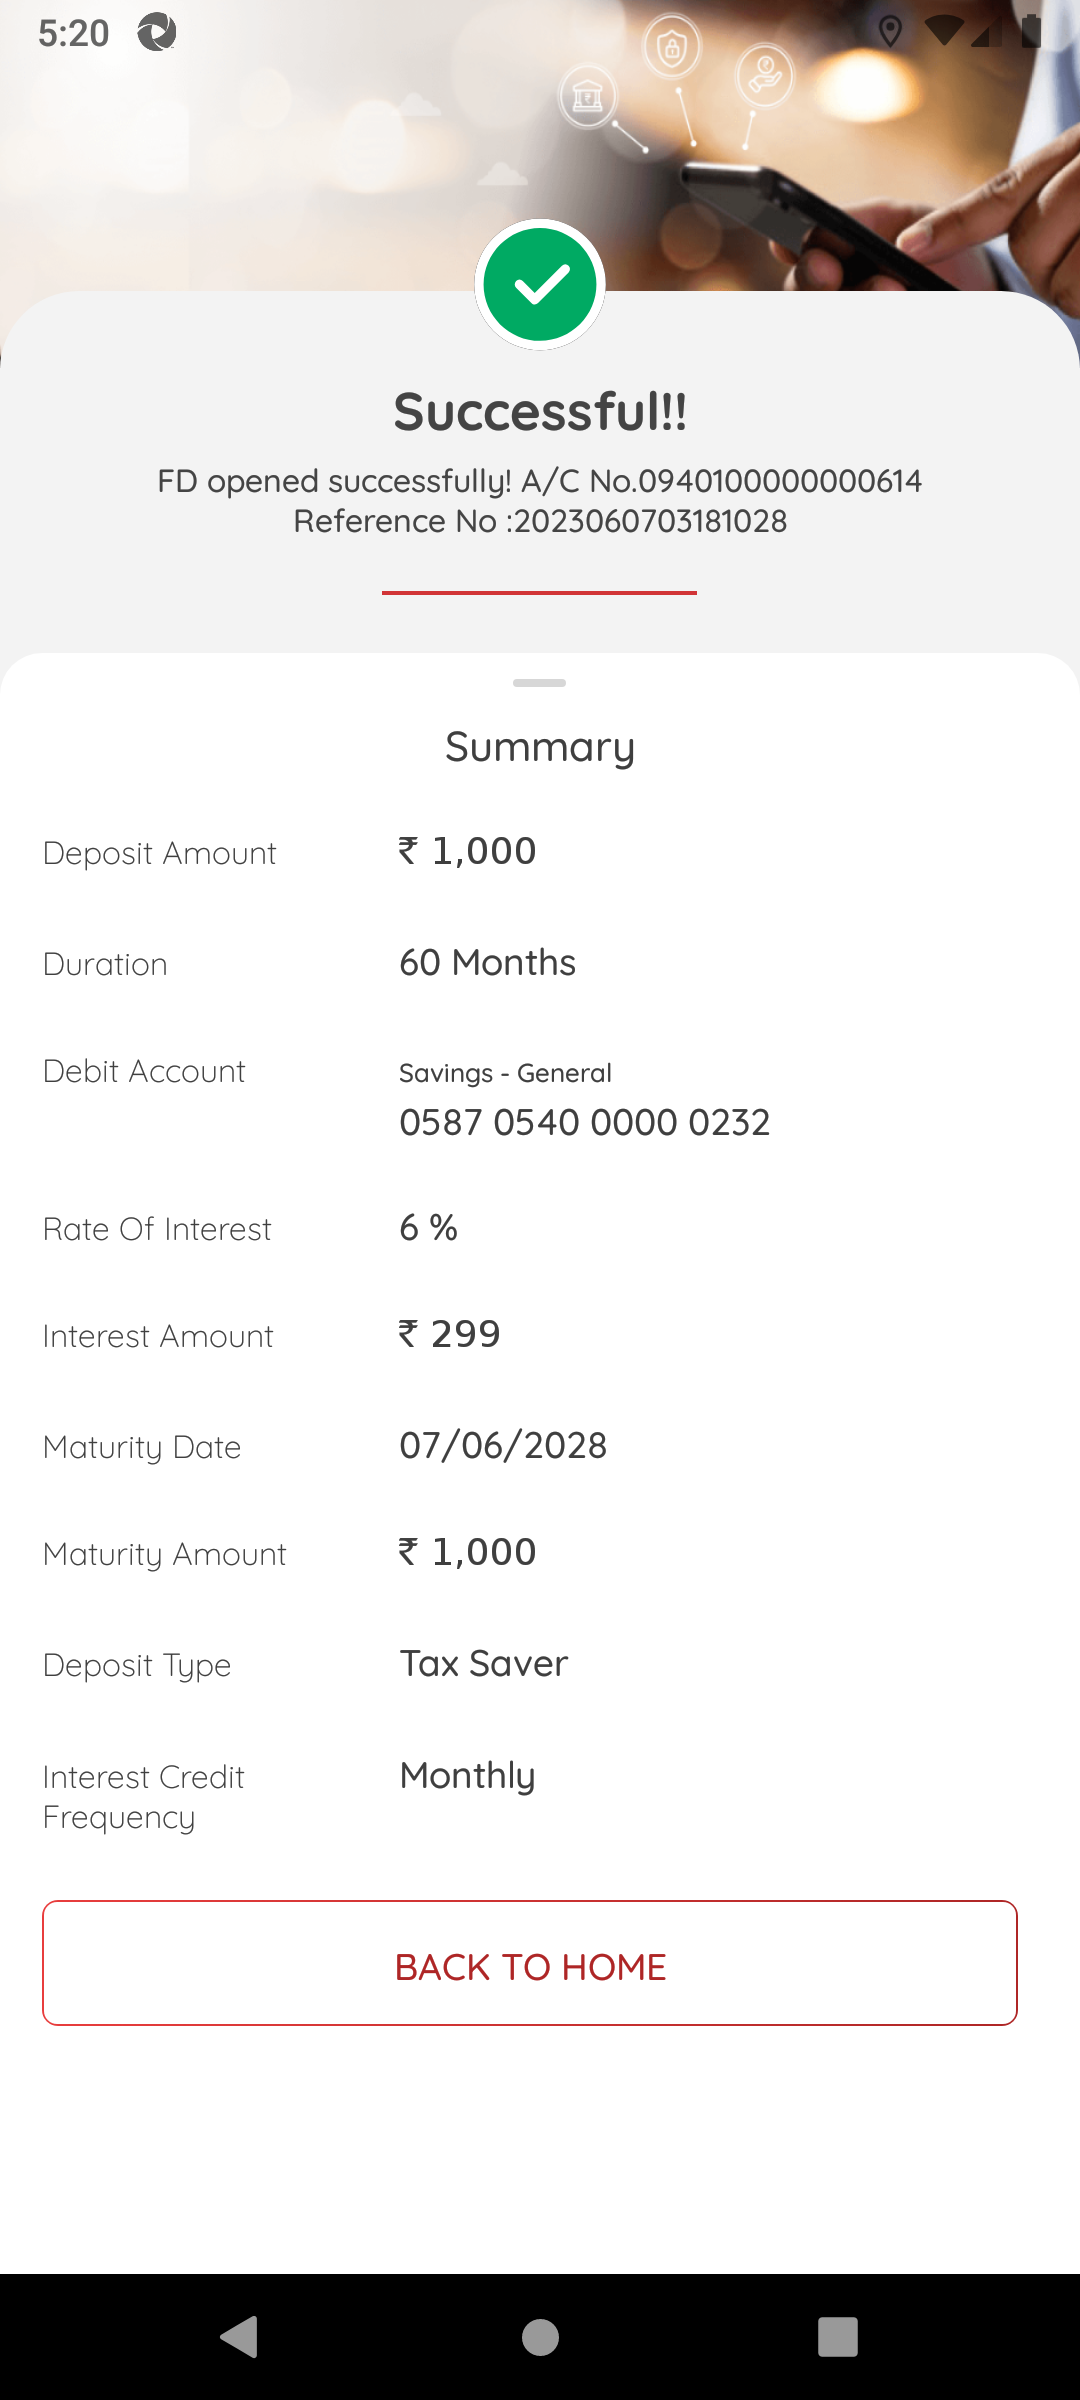 5:20
Successful!!
FD opened successfully! A/C No.0940100000000614
Reference No :2023060703181028
Summary
Deposit Amount ₹ 1,000
Duration 60 Months
Debit Account Savings - General
0587 0540 0000 0232
Rate Of Interest 6 %
Interest Amount ₹ 299
Maturity Date 07/06/2028
Maturity Amount ₹ 1,000
Deposit Type Tax Saver
Interest Credit Monthly
Frequency
BACK TO HOME